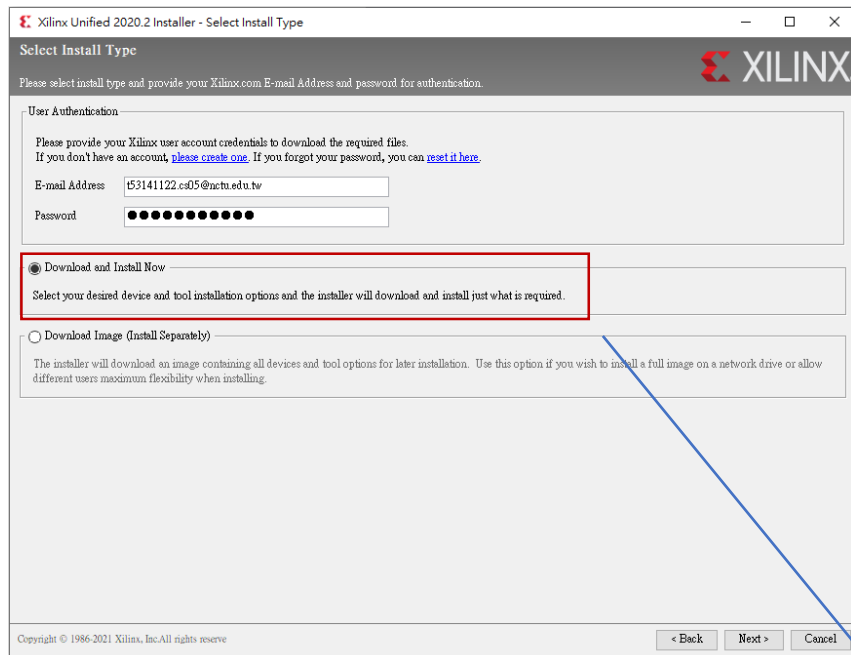 Xilinx Unified 2020.2 Installer - Select Install Type
Select Install Type
XILINX
Please select install type and provide your Xilinx.com E-mail Address and password for authentication.
User Authentication
Please provide your Xilinx user account credentials to download the required files.
If you don't have an account, please create one. If you forgot your password, you can reset it here.
E-mail Address t53141122.cs05@nctu.edu.tw
Password ●●●●●●●●●●●
Download and Install Now
Select your desired device and tool installation options and the installer will download and install just what is required.
Download Image (Install Separately)
The installer will download an image containing all devices and tool options for later installation. Use this option if you wish to install a full image on a network drive or allow
different users maximum flexibility when installing.
Copyright © 1986-2021 Xilinx, Inc.All rights reserve
< Back Next > Cancel